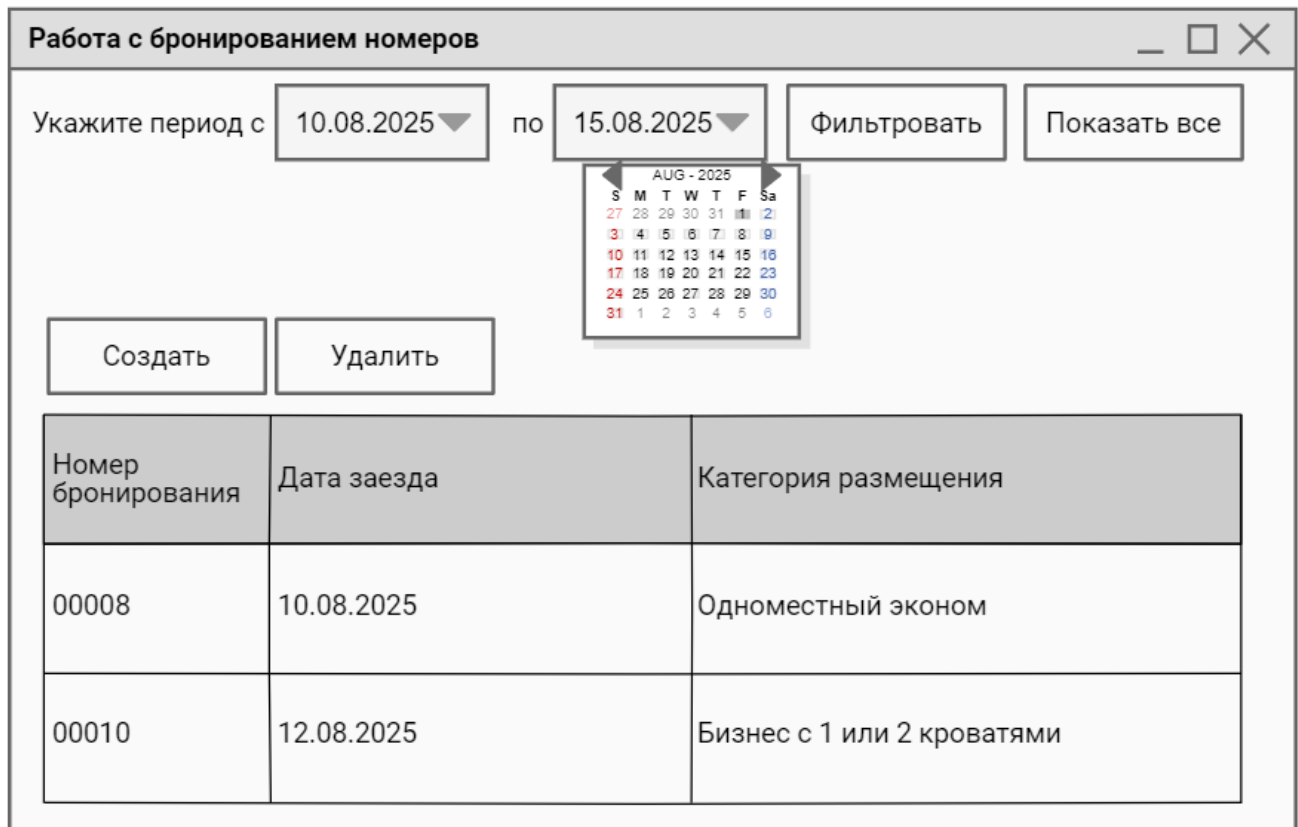 Работа с бронированием номеров
Укажите период с 10.08.2025 по 15.08.2025 Фильтровать Показать все
AUG - 2025
S M T W T F Sa
27 28 29 30 31 1 2
3 4 5 6 7 8 9
10 11 12 13 14 15 16
17 18 19 20 21 22 23
24 25 26 27 28 29 30
31 1 2 3 4 5 6
Создать Удалить
Номер
бронирования Дата заезда Категория размещения
00008 10.08.2025 Одноместный эконом
00010 12.08.2025 Бизнес с 1 или 2 кроватями